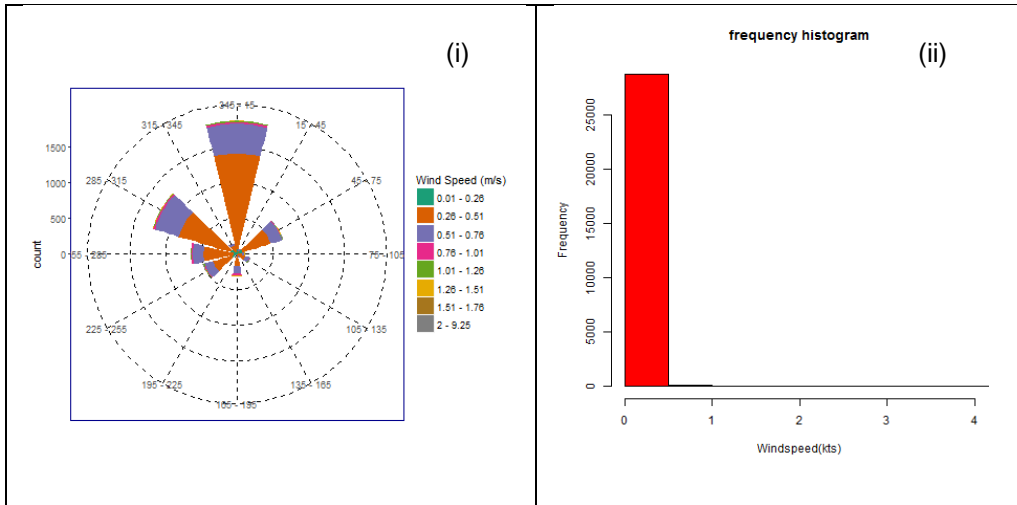 (i)
345 - 15
315 - 345
15 - 45
1500
285 - 315
45 - 75
1000
500
0
55 - 285
75 - 105
count
225 - 255
105 - 135
195 - 225
135 - 165
165 - 195
Wind Speed (m/s)
0.01 - 0.26
0.26 - 0.51
0.51 - 0.76
0.76 - 1.01
1.01 - 1.26
1.26 - 1.51
1.51 - 1.76
2 - 9.25
frequency histogram
(ii)
Frequency
25000
20000
15000
10000
5000
0
0 1 2 3 4
Windspeed(kts)